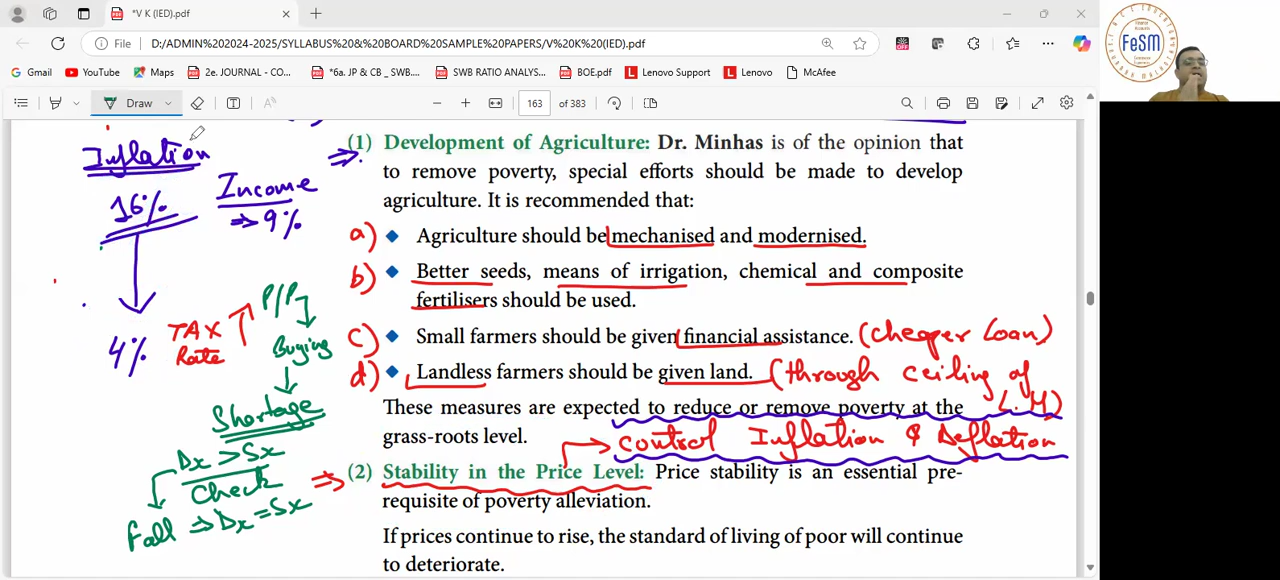 *V K (IED).pdf
File
D:/ADMIN%202024-2025/SYLLABUS%20&%20BOARD%20SAMPLE%20PAPERS/V%20K%20(IED).pdf
OFF
Gmail
YouTube
Maps
2e. JOURNAL - CO...
*6a. JP & CB _ SWB....
SWB RATIO ANALYS...
BOE.pdf
Lenovo Support
Lenovo
McAfee
Draw
163 of 383
FeSM
Inflation
16%
4%
Income
⇒ 9%
TAX
Rate
P/P
Buying
Shortage
Dx > Sx
Check
Fall ⇒ Dx = Sx
(1) Development of Agriculture: Dr. Minhas is of the opinion that
to remove poverty, special efforts should be made to develop
agriculture. It is recommended that:
a) ◆ Agriculture should be mechanised and modernised.
b) ◆ Better seeds, means of irrigation, chemical and composite
fertilisers should be used.
c) ◆ Small farmers should be given financial assistance. (cheaper Loan)
d) ◆ Landless farmers should be given land. (through ceiling of
L.H)
These measures are expected to reduce or remove poverty at the
grass-roots level.
Control Inflation & Deflation
(2) Stability in the Price Level: Price stability is an essential pre-
requisite of poverty alleviation.
If prices continue to rise, the standard of living of poor will continue
to deteriorate.